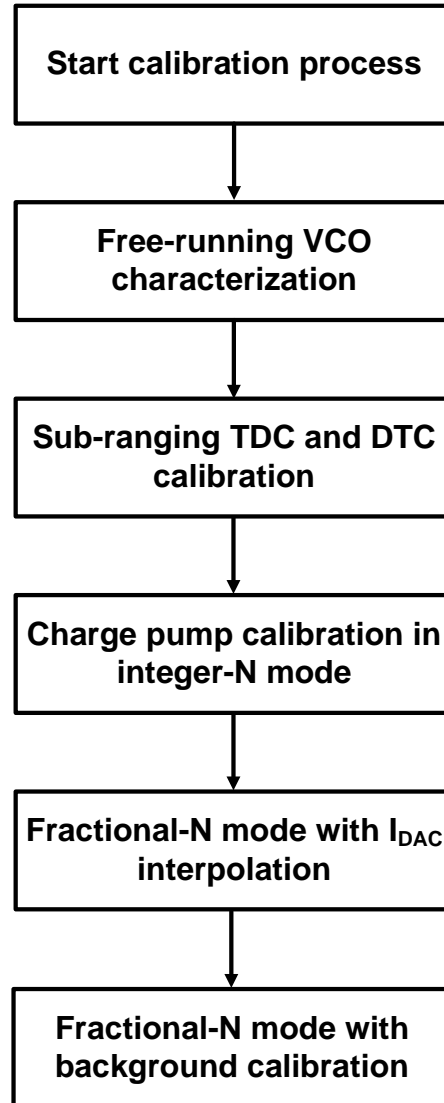 Start calibration process
Free-running VCO
characterization
Sub-ranging TDC and DTC
calibration
Charge pump calibration in
integer-N mode
Fractional-N mode with IDAC
interpolation
Fractional-N mode with
background calibration